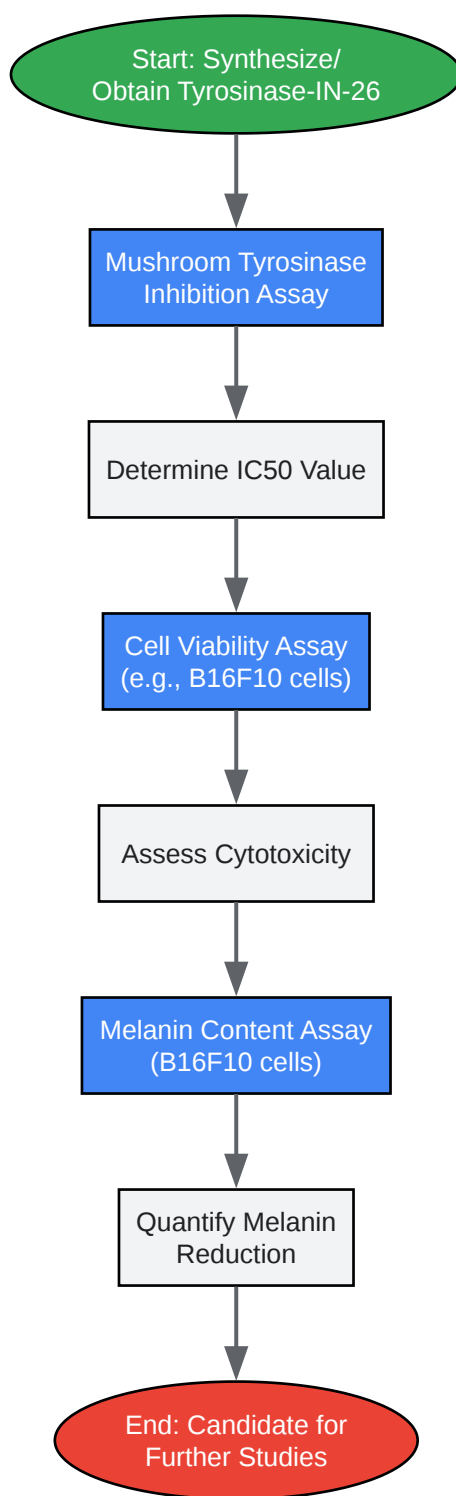 Start: Synthesize/
Obtain Tyrosinase-IN-26
Mushroom Tyrosinase
Inhibition Assay
Determine IC50 Value
Cell Viability Assay
(e.g., B16F10 cells)
Assess Cytotoxicity
Melanin Content Assay
(B16F10 cells)
Quantify Melanin
Reduction
End: Candidate for
Further Studies